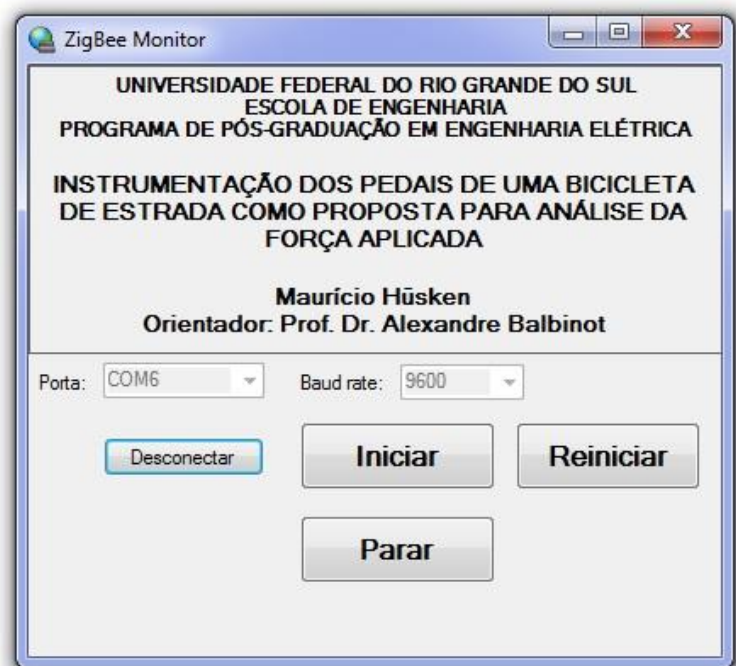 ZigBee Monitor
UNIVERSIDADE FEDERAL DO RIO GRANDE DO SUL
ESCOLA DE ENGENHARIA
PROGRAMA DE PÓS-GRADUAÇÃO EM ENGENHARIA ELÉTRICA
INSTRUMENTAÇÃO DOS PEDAIS DE UMA BICICLETA
DE ESTRADA COMO PROPOSTA PARA ANÁLISE DA
FORÇA APLICADA
Maurício Hüsken
Orientador: Prof. Dr. Alexandre Balbinot
Porta: COM6 Baud rate: 9600
Desconectar Iniciar Reiniciar
Parar